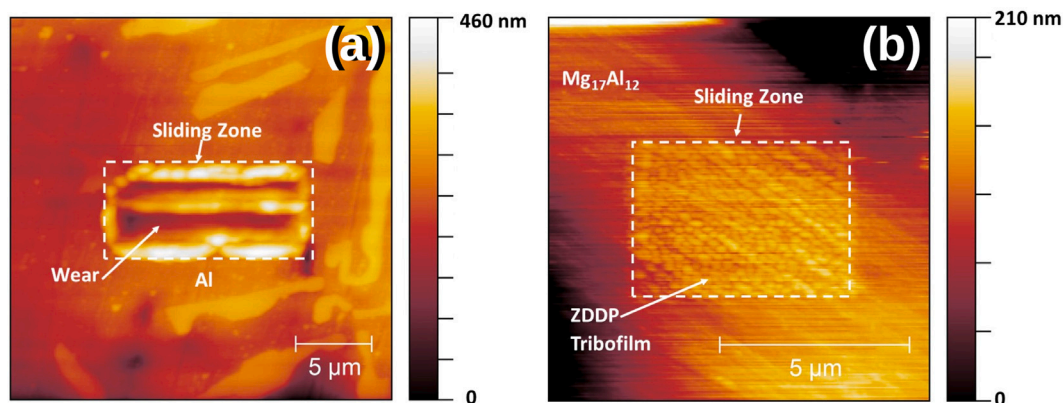 (a)
460 nm
Sliding Zone
Wear
Al
5 μm
0
(b)
210 nm
Mg₁₇Al₁₂
Sliding Zone
ZDDP
Tribofilm
5 μm
0